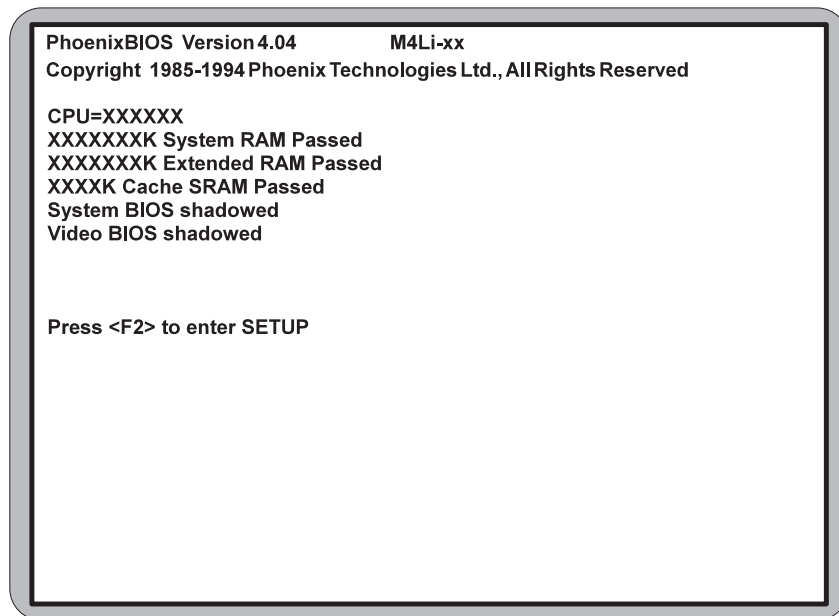 PhoenixBIOS Version 4.04 M4Li-xx
Copyright 1985-1994 Phoenix Technologies Ltd., All Rights Reserved
CPU=XXXXXX
XXXXXXXK System RAM Passed
XXXXXXXK Extended RAM Passed
XXXXK Cache SRAM Passed
System BIOS shadowed
Video BIOS shadowed
Press <F2> to enter SETUP